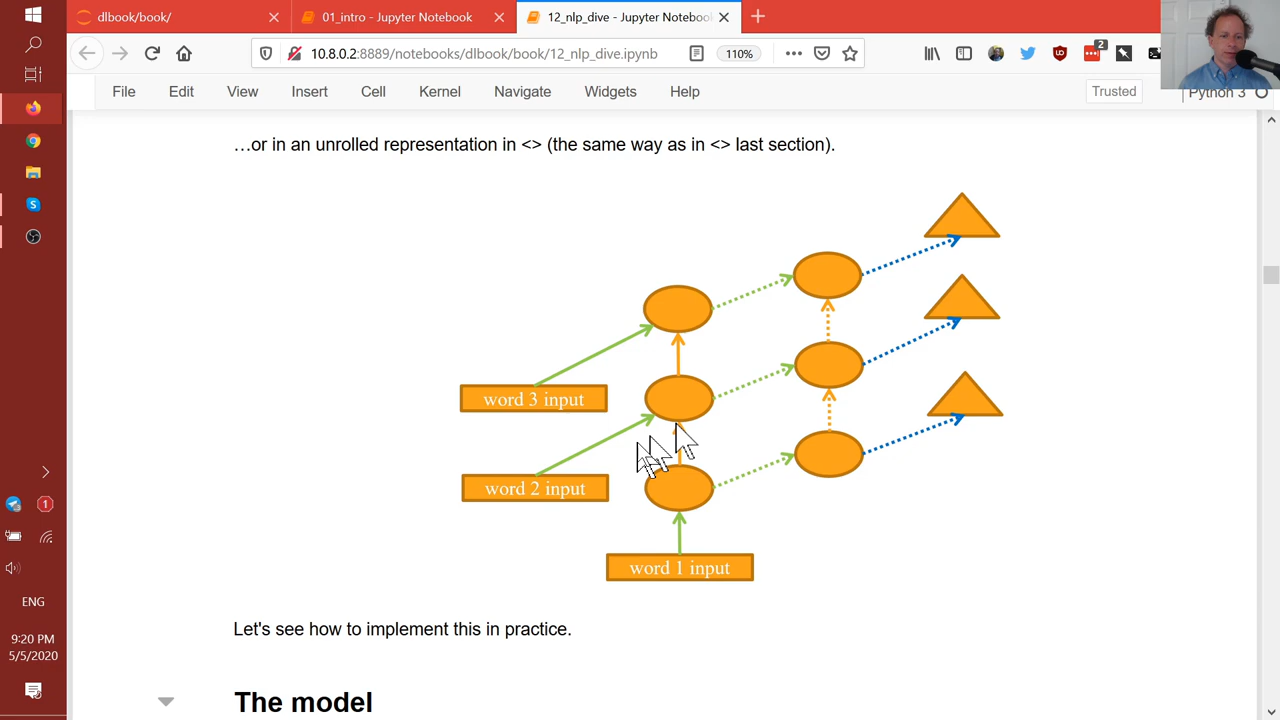 dlbook/book/
01_intro - Jupyter Notebook
12_nlp_dive - Jupyter Notebook
10.8.0.2:8889/notebooks/dlbook/book/12_nlp_dive.ipynb
110%
2
File Edit View Insert Cell Kernel Navigate Widgets Help
Trusted
Python 3
…or in an unrolled representation in <> (the same way as in <> last section).
word 3 input
word 2 input
word 1 input
Let's see how to implement this in practice.
The model
1
ENG
9:20 PM
5/5/2020